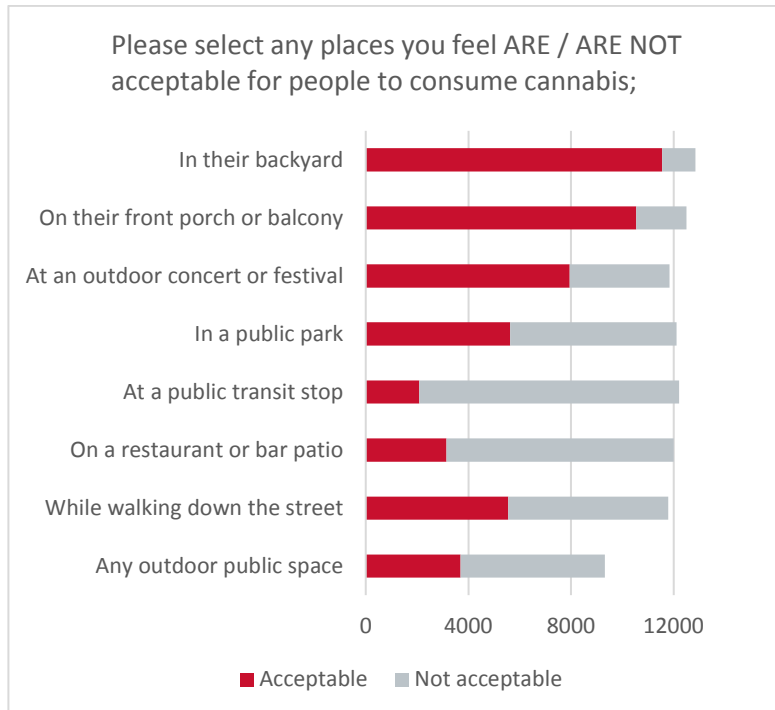 Please select any places you feel ARE / ARE NOT
acceptable for people to consume cannabis;
In their backyard
On their front porch or balcony
At an outdoor concert or festival
In a public park
At a public transit stop
On a restaurant or bar patio
While walking down the street
Any outdoor public space
0 4000 8000 12000
Acceptable Not acceptable